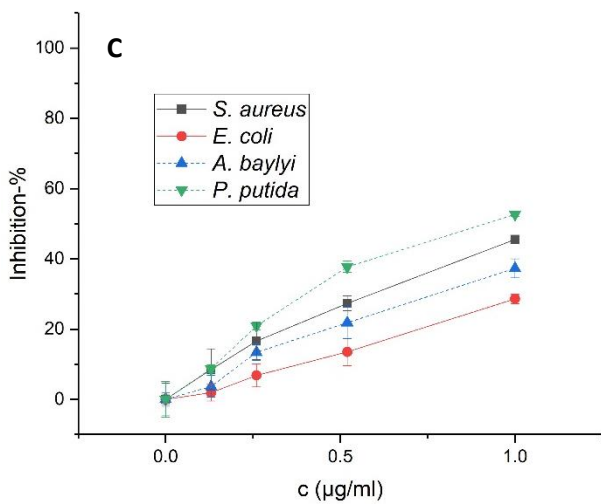 C
100
80
60
40
20
0
Inhibition-%
S. aureus
E. coli
A. baylyi
P. putida
0.0
0.5
1.0
c (µg/ml)